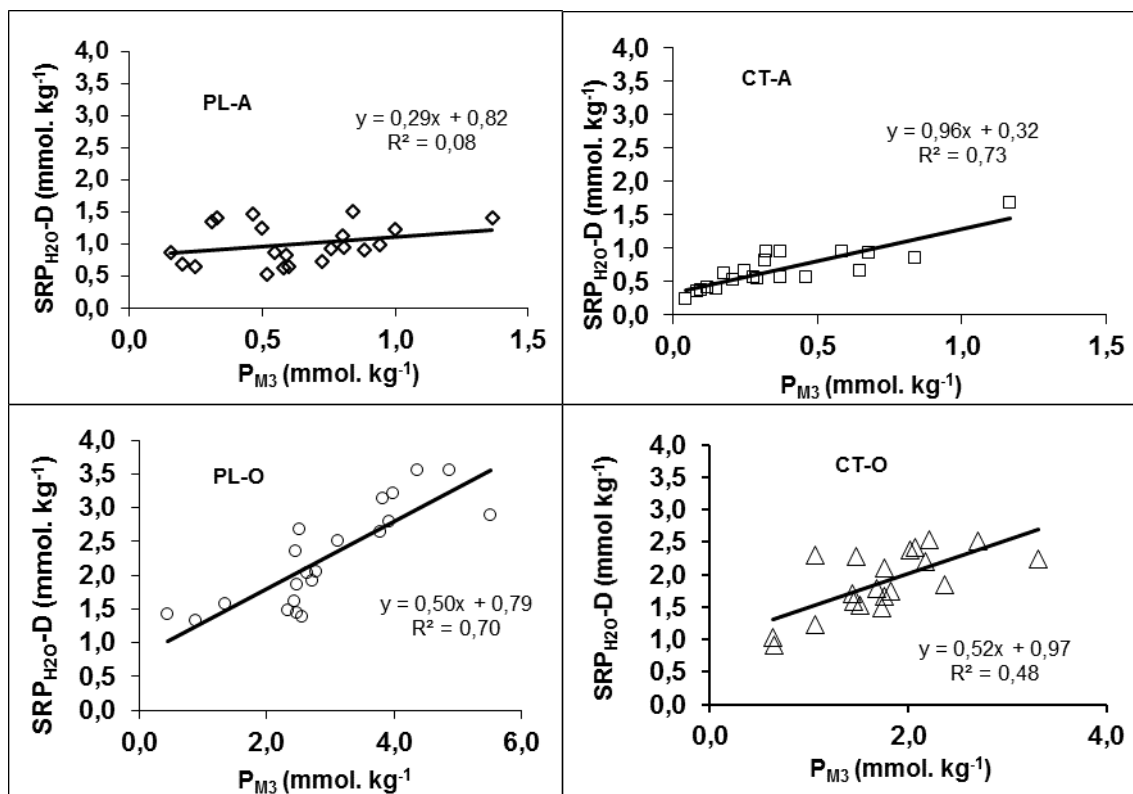 SRP_H2O-D (mmol. kg⁻¹)
4,0
3,5
3,0
2,5
2,0
1,5
1,0
0,5
0,0
PL-A
y = 0,29x + 0,82
R² = 0,08
0,0 0,5 1,0 1,5
P_M3 (mmol. kg⁻¹)
SRP_H2O-D (mmol. kg⁻¹)
4,0
3,5
3,0
2,5
2,0
1,5
1,0
0,5
0,0
CT-A
y = 0,96x + 0,32
R² = 0,73
0,0 0,5 1,0 1,5
P_M3 (mmol. kg⁻¹)
SRP_H2O-D (mmol. kg⁻¹)
4,0
3,5
3,0
2,5
2,0
1,5
1,0
0,5
0,0
PL-O
y = 0,50x + 0,79
R² = 0,70
0,0 2,0 4,0 6,0
P_M3 (mmol. kg⁻¹
SRP_H2O-D (mmol kg⁻¹)
4,0
3,5
3,0
2,5
2,0
1,5
1,0
0,5
0,0
CT-O
y = 0,52x + 0,97
R² = 0,48
0,0 2,0 4,0
P_M3 (mmol. kg⁻¹)